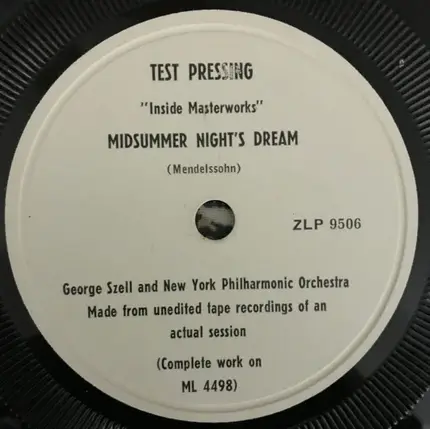 TEST PRESSING
"Inside Masterworks"
MIDSUMMER NIGHT'S DREAM
(Mendelssohn)
ZLP 9506
George Szell and New York Philharmonic Orchestra
Made from unedited tape recordings of an
actual session
(Complete work on
ML 4498)